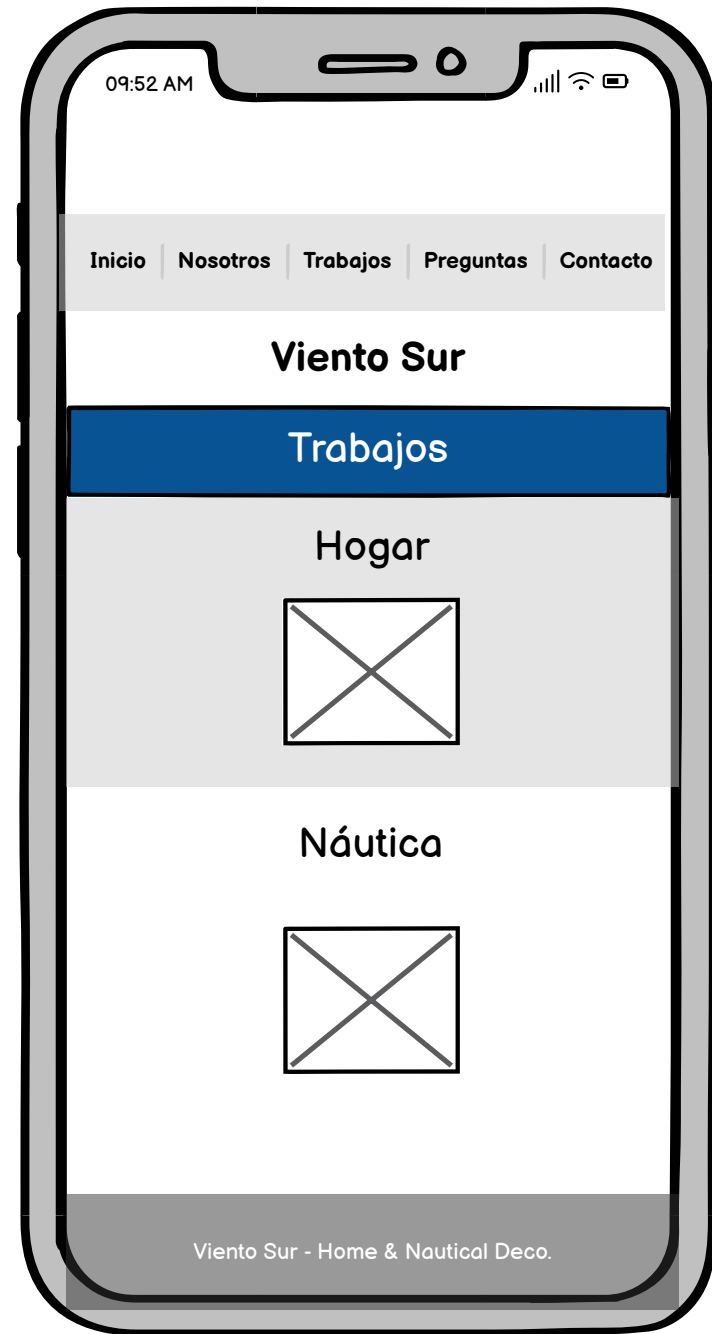 09:52 AM
Inicio Nosotros Trabajos Preguntas Contacto
Viento Sur
Trabajos
Hogar
Náutica
Viento Sur - Home & Nautical Deco.